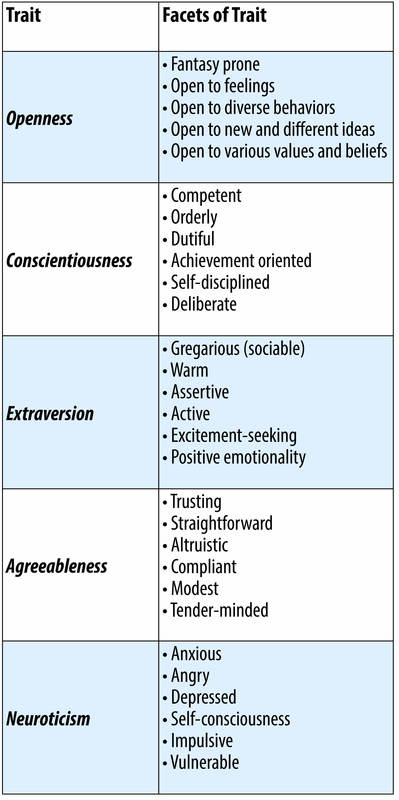 Trait
Facets of Trait
Openness
• Fantasy prone
• Open to feelings
• Open to diverse behaviors
• Open to new and different ideas
• Open to various values and beliefs
Conscientiousness
• Competent
• Orderly
• Dutiful
• Achievement oriented
• Self-disciplined
• Deliberate
Extraversion
• Gregarious (sociable)
• Warm
• Assertive
• Active
• Excitement-seeking
• Positive emotionality
Agreeableness
• Trusting
• Straightforward
• Altruistic
• Compliant
• Modest
• Tender-minded
Neuroticism
• Anxious
• Angry
• Depressed
• Self-consciousness
• Impulsive
• Vulnerable